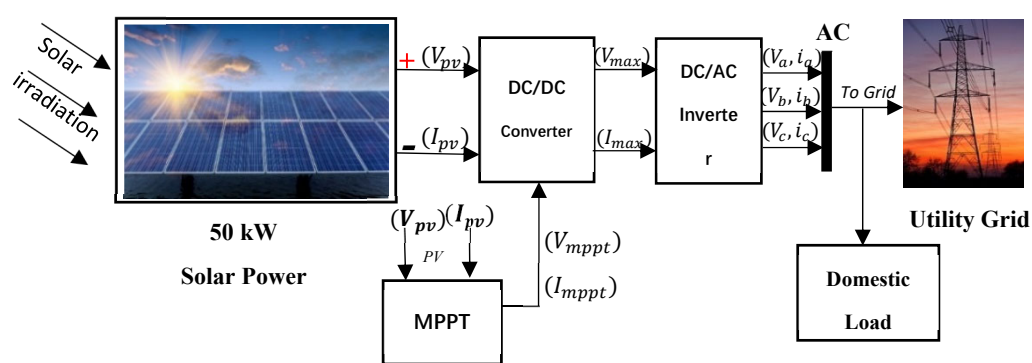 Solar
irradiation
+ (V_pv)
- (I_pv)
50 kW
Solar Power
(V_pv) (I_pv)
PV
MPPT
(V_mppt)
(I_mppt)
DC/DC
Converter
(V_max)
(I_max)
DC/AC
Inverte
r
(V_a, i_a)
(V_b, i_b)
(V_c, i_c)
AC
To Grid
Utility Grid
Domestic
Load